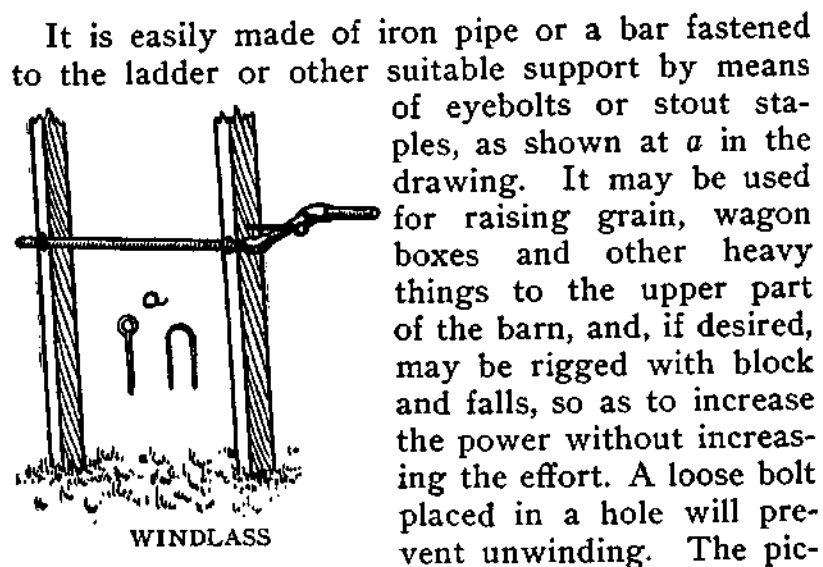 It is easily made of iron pipe or a bar fastened
to the ladder or other suitable support by means
of eyebolts or stout sta-
ples, as shown at a in the
drawing. It may be used
for raising grain, wagon
boxes and other heavy
things to the upper part
of the barn, and, if desired,
may be rigged with block
and falls, so as to increase
the power without increas-
ing the effort. A loose bolt
placed in a hole will pre-
vent unwinding. The pic-
a
WINDLASS